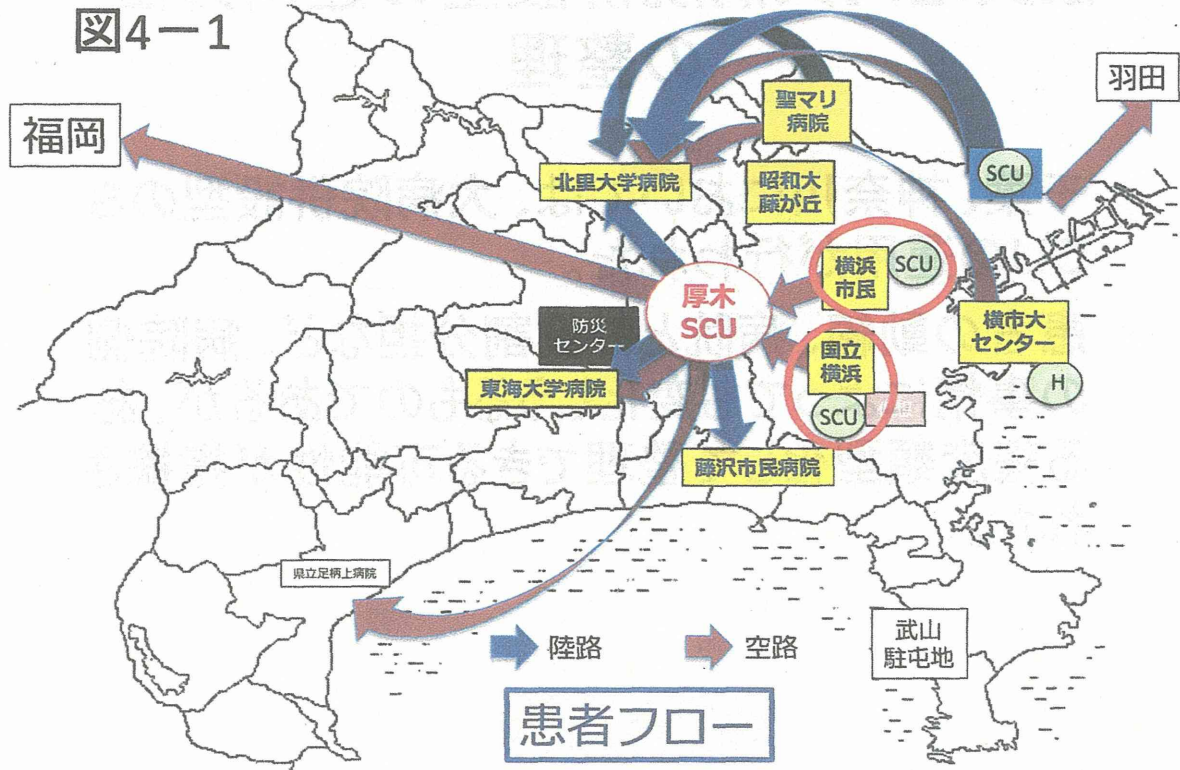 図4ー1
羽田
福岡
聖マリ
病院
SCU
北里大学病院
昭和大
藤が丘
横浜
市民
SCU
厚木
SCU
防災
センター
国立
横浜
横市大
センター
H
東海大学病院
SCU
藤沢市民病院
県立足柄上病院
陸路
空路
武山
駐屯地
患者フロー